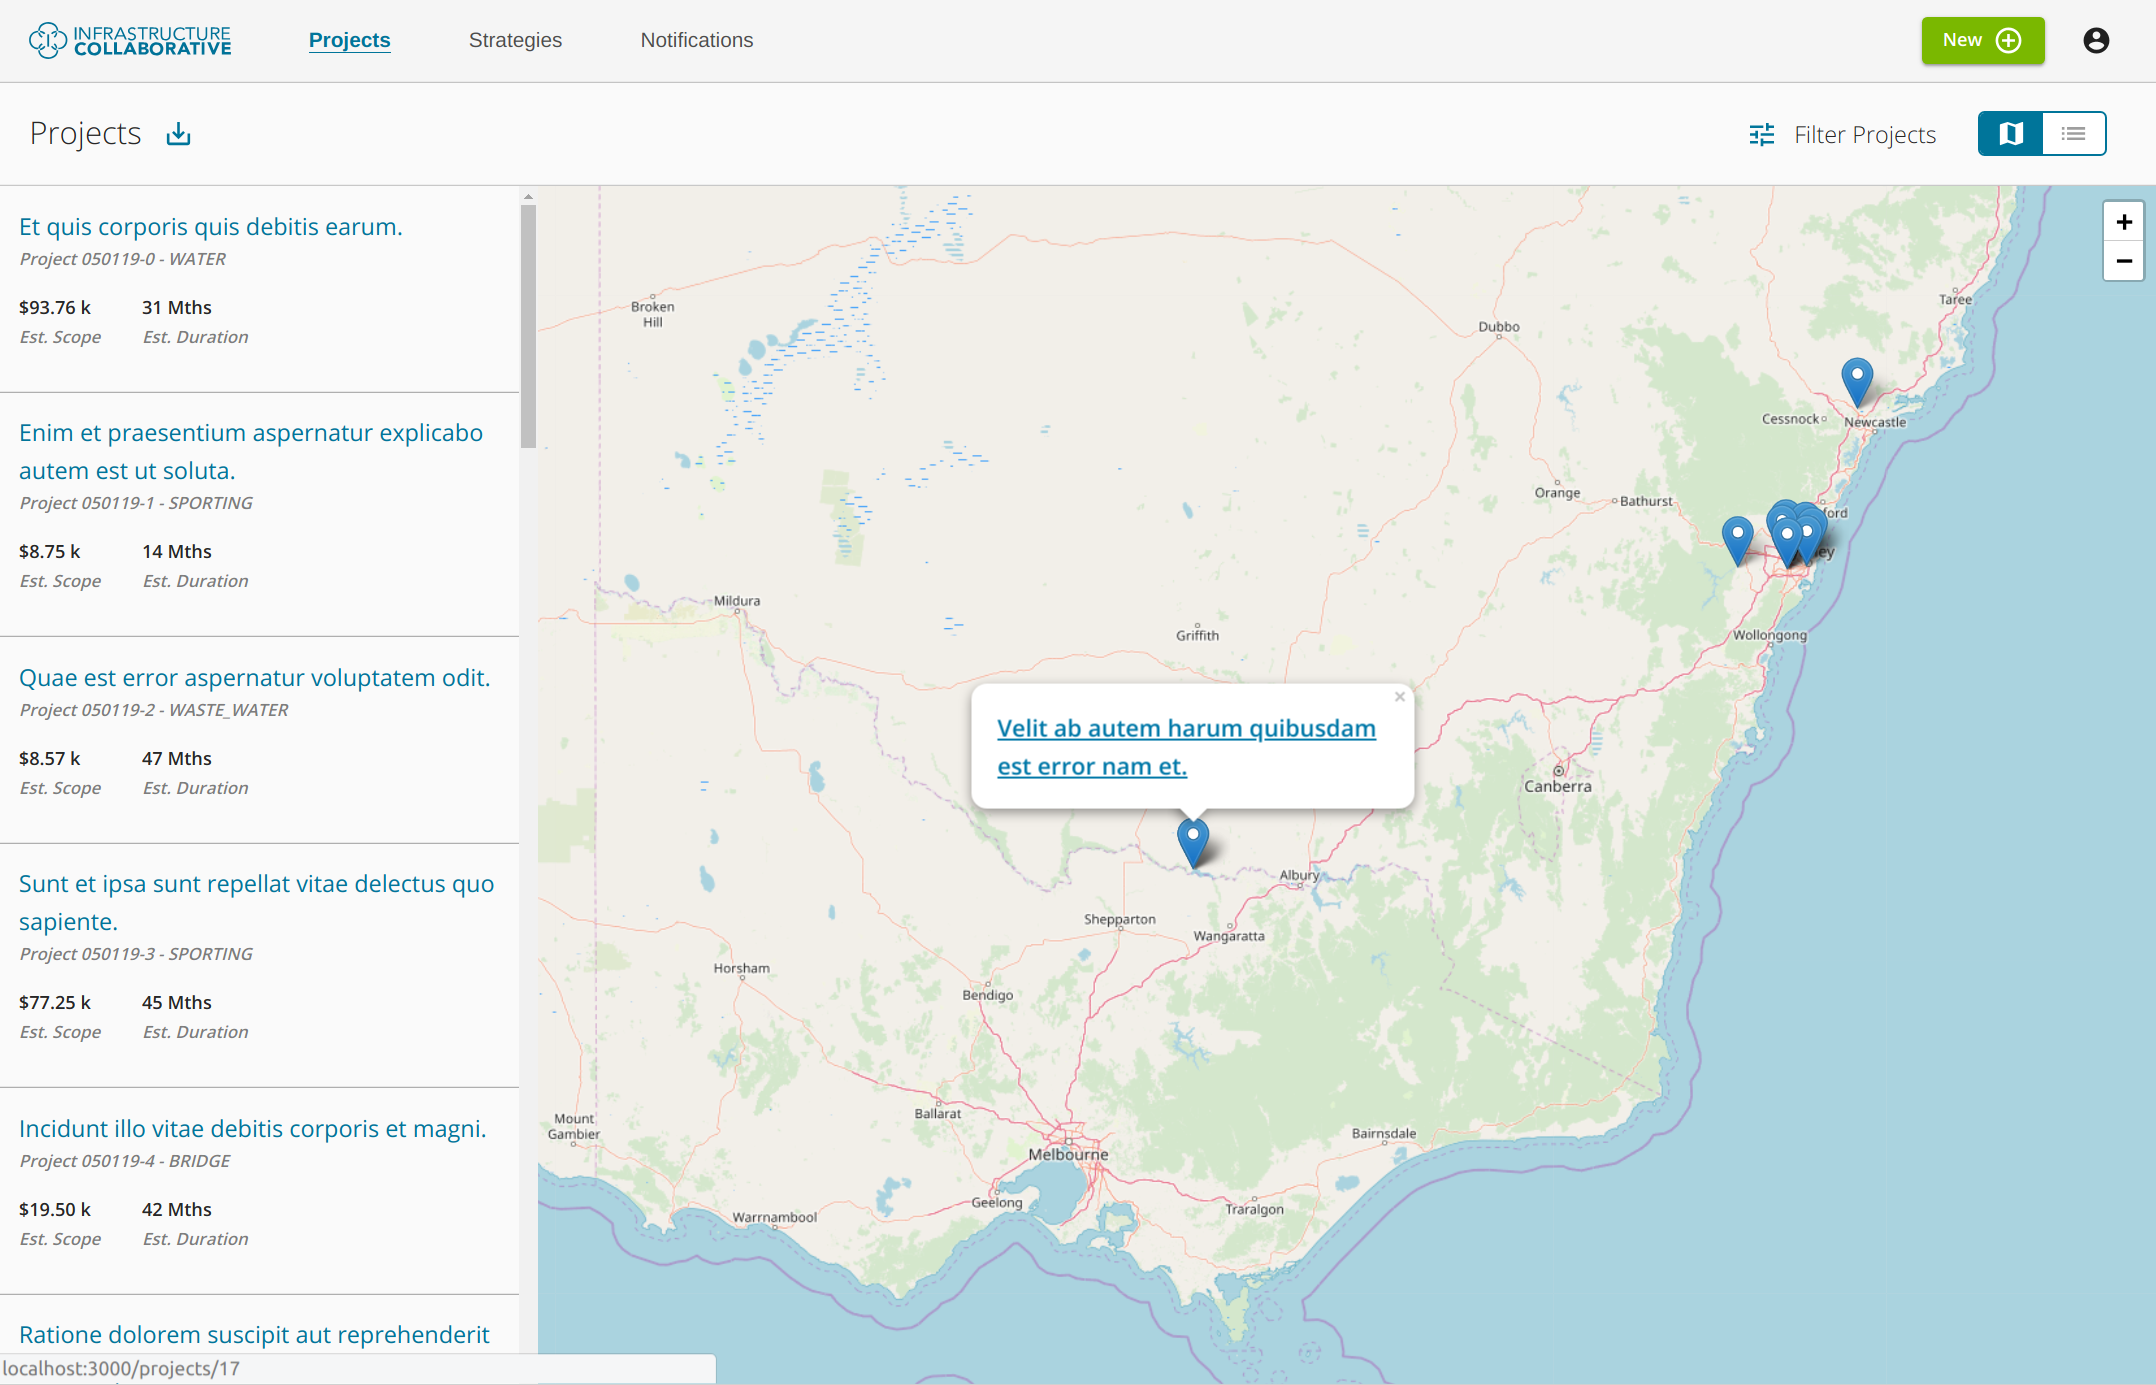 INFRASTRUCTURE
COLLABORATIVE
Projects
Strategies
Notifications
New
Projects
Filter Projects
Et quis corporis quis debitis earum.
Project 050119-0 - WATER
$93.76 k 31 Mths
Est. Scope Est. Duration
Enim et praesentium aspernatur explicabo
autem est ut soluta.
Project 050119-1 - SPORTING
$8.75 k 14 Mths
Est. Scope Est. Duration
Quae est error aspernatur voluptatem odit.
Project 050119-2 - WASTE_WATER
$8.57 k 47 Mths
Est. Scope Est. Duration
Sunt et ipsa sunt repellat vitae delectus quo
sapiente.
Project 050119-3 - SPORTING
$77.25 k 45 Mths
Est. Scope Est. Duration
Incidunt illo vitae debitis corporis et magni.
Project 050119-4 - BRIDGE
$19.50 k 42 Mths
Est. Scope Est. Duration
Ratione dolorem suscipit aut reprehenderit
localhost:3000/projects/17
+
−
Broken
Hill
Dubbo
Taree
Cessnock
Newcastle
Orange
Bathurst
ford
ey
Mildura
Griffith
Wollongong
×
Velit ab autem harum quibusdam
est error nam et.
Canberra
Albury
Shepparton
Wangaratta
Horsham
Bendigo
Mount
Gambier
Ballarat
Bairnsdale
Melbourne
Geelong
Warrnambool
Traralgon